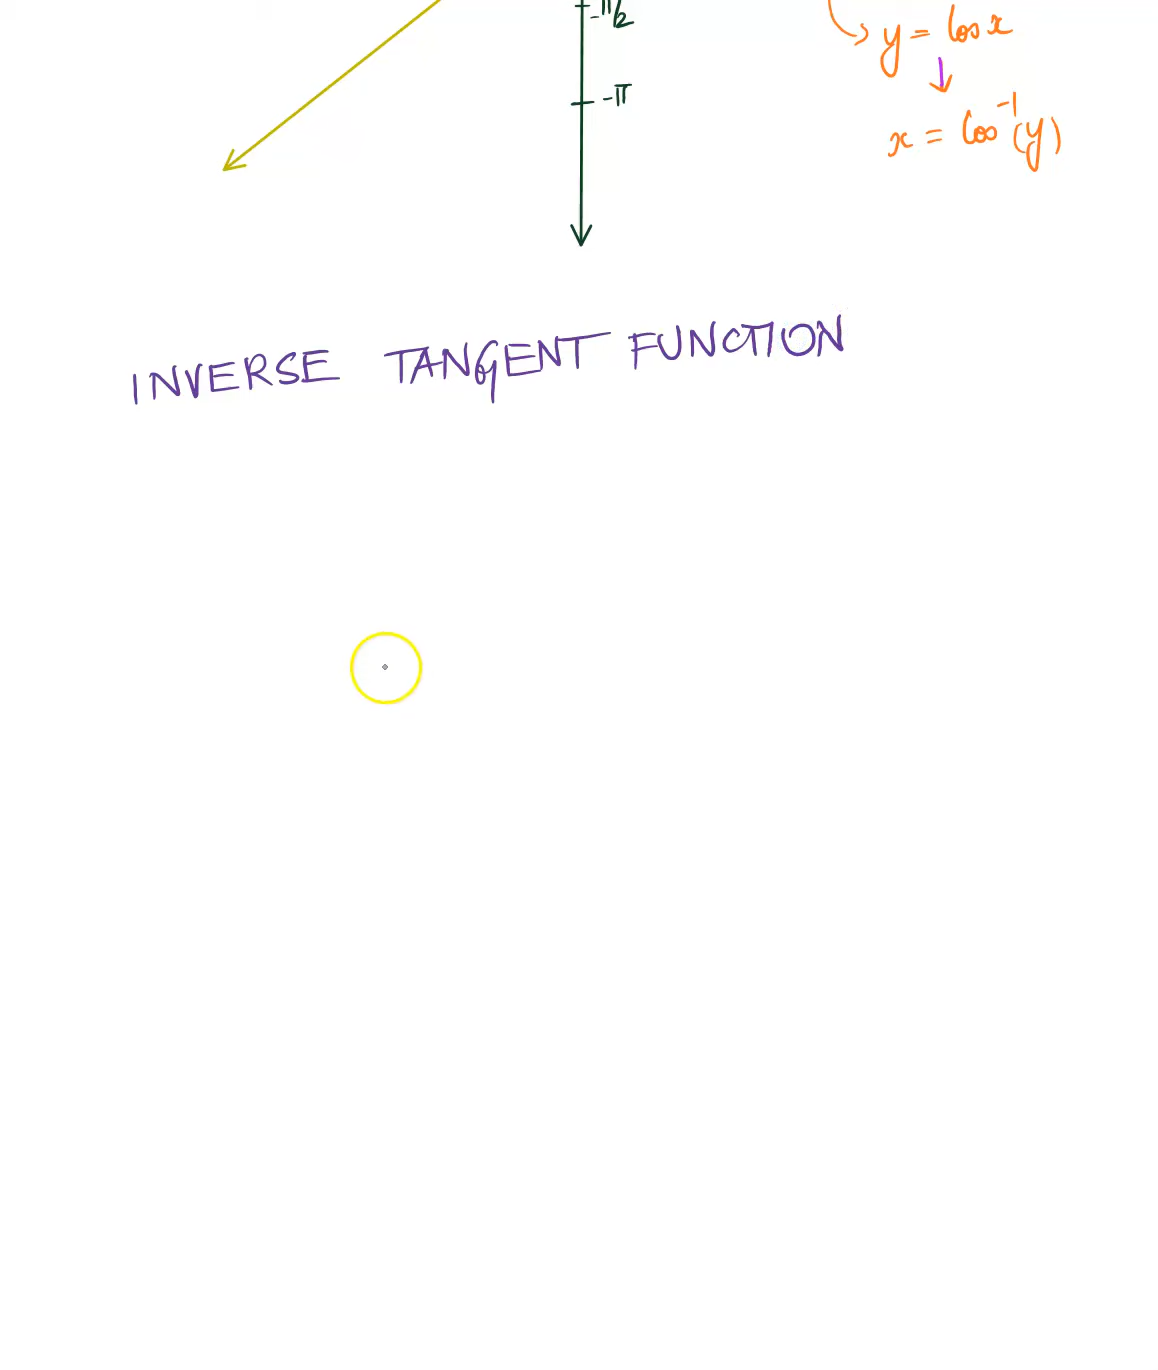 -π/2
y = cos x
-π
x = cos⁻¹(y)
INVERSE TANGENT FUNCTION